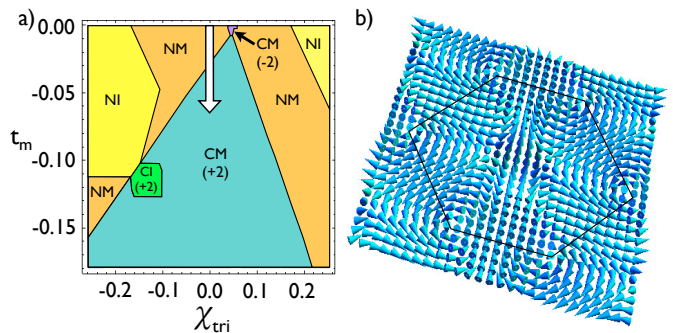 a)
b)
0.00
-0.05
-0.10
-0.15
t_m
NI
NM
CM
(-2)
NI
NM
CM
(+2)
CI
(+2)
NM
-0.2 -0.1 0.0 0.1 0.2
χ_tri